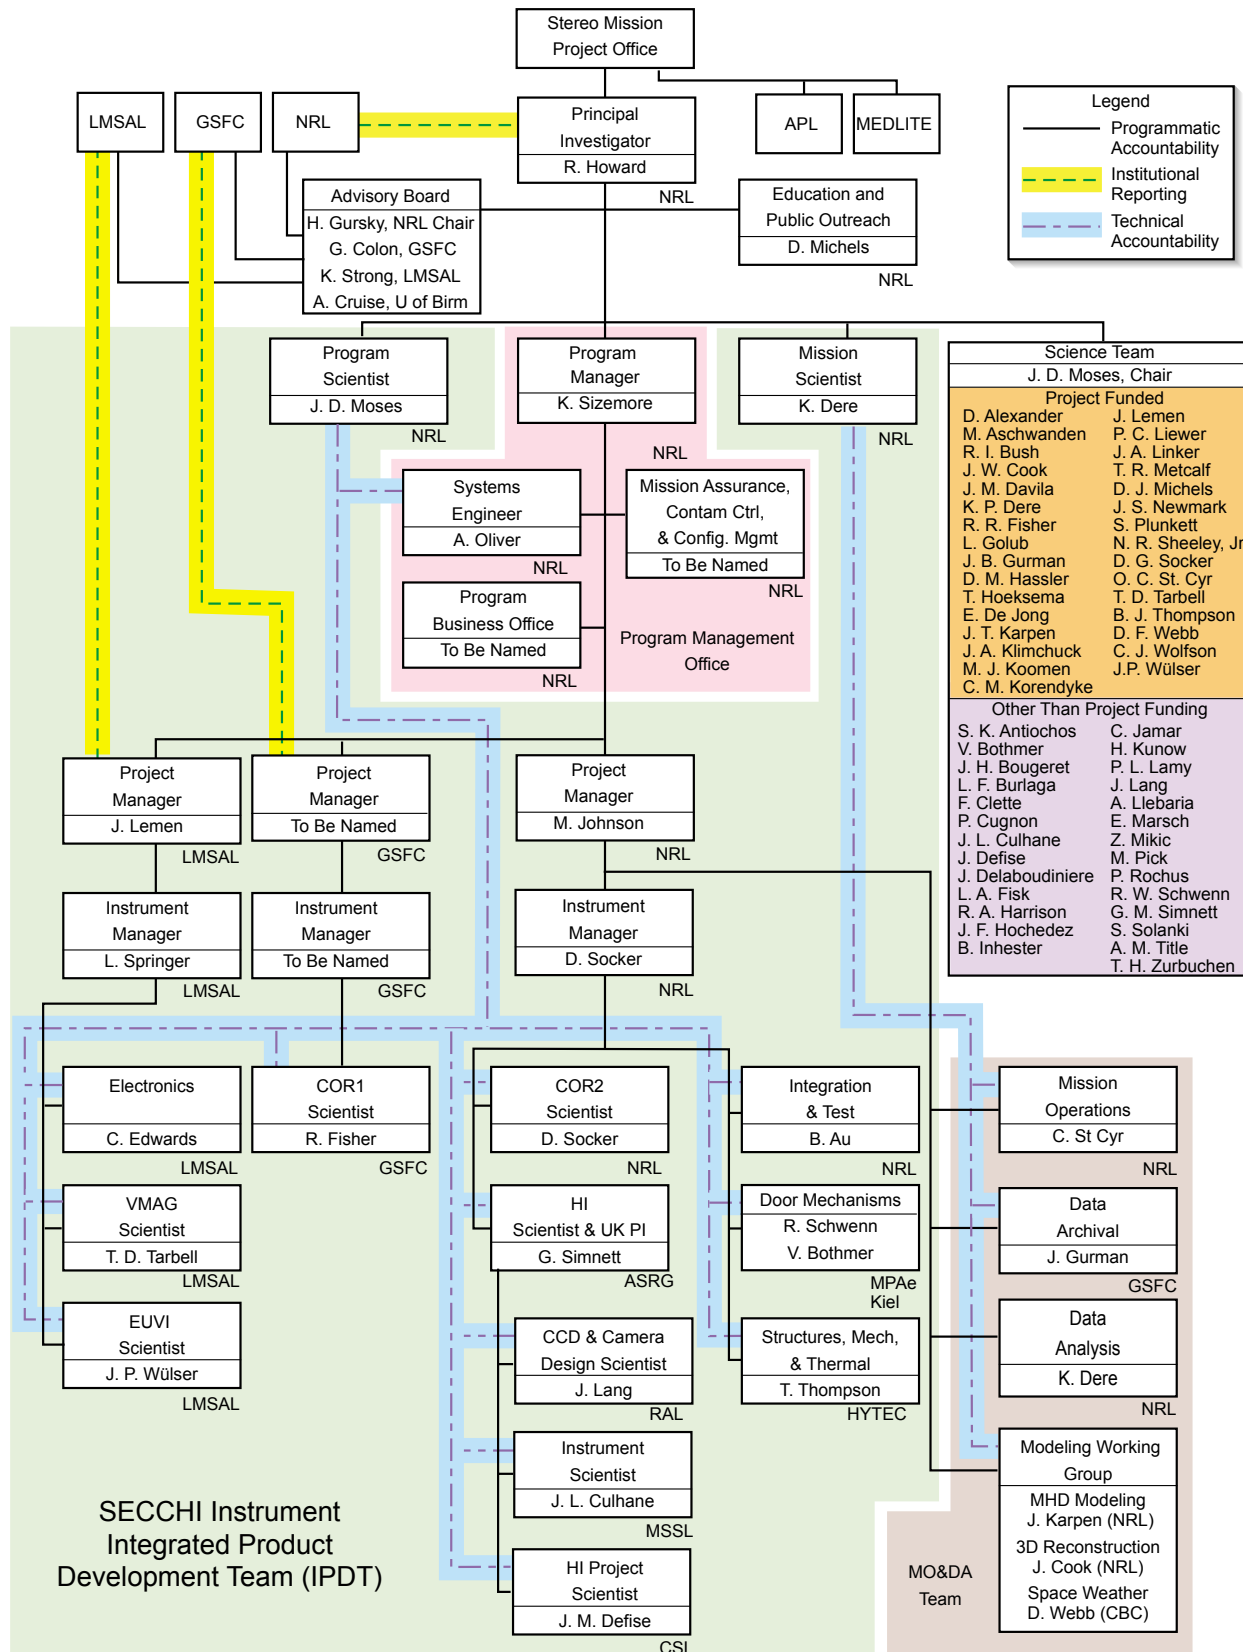 Stereo Mission
Project Office
LMSAL
GSFC
NRL
Principal
Investigator
R. Howard
NRL
APL
MEDLITE
Legend
Programmatic
Accountability
Institutional
Reporting
Technical
Accountability
Advisory Board
H. Gursky, NRL Chair
G. Colon, GSFC
K. Strong, LMSAL
A. Cruise, U of Birm
Education and
Public Outreach
D. Michels
NRL
Program
Scientist
J. D. Moses
NRL
Program
Manager
K. Sizemore
NRL
Mission
Scientist
K. Dere
NRL
Science Team
J. D. Moses, Chair
Project Funded
D. Alexander
M. Aschwanden
R. I. Bush
J. W. Cook
J. M. Davila
K. P. Dere
R. R. Fisher
L. Golub
J. B. Gurman
D. M. Hassler
T. Hoeksema
E. De Jong
J. T. Karpen
J. A. Klimchuck
M. J. Koomen
C. M. Korendyke
J. Lemen
P. C. Liewer
J. A. Linker
T. R. Metcalf
D. J. Michels
J. S. Newmark
S. Plunkett
N. R. Sheeley, Jr
D. G. Socker
O. C. St. Cyr
T. D. Tarbell
B. J. Thompson
D. F. Webb
C. J. Wolfson
J.P. Wülser
Other Than Project Funding
S. K. Antiochos
V. Bothmer
J. H. Bougeret
L. F. Burlaga
F. Clette
P. Cugnon
J. L. Culhane
J. Defise
J. Delaboudiniere
L. A. Fisk
R. A. Harrison
J. F. Hochedez
B. Inhester
C. Jamar
H. Kunow
P. L. Lamy
J. Lang
A. Llebaria
E. Marsch
Z. Mikic
M. Pick
P. Rochus
R. W. Schwenn
G. M. Simnett
S. Solanki
A. M. Title
T. H. Zurbuchen
Systems
Engineer
A. Oliver
NRL
Mission Assurance,
Contam Ctrl,
& Config. Mgmt
To Be Named
NRL
Program
Business Office
To Be Named
NRL
Program Management
Office
Project
Manager
J. Lemen
LMSAL
Project
Manager
To Be Named
GSFC
Project
Manager
M. Johnson
NRL
Instrument
Manager
L. Springer
LMSAL
Instrument
Manager
To Be Named
GSFC
Instrument
Manager
D. Socker
NRL
Electronics
C. Edwards
LMSAL
COR1
Scientist
R. Fisher
GSFC
COR2
Scientist
D. Socker
NRL
Integration
& Test
B. Au
NRL
Mission
Operations
C. St Cyr
NRL
VMAG
Scientist
T. D. Tarbell
LMSAL
HI
Scientist & UK PI
G. Simnett
ASRG
Door Mechanisms
R. Schwenn
V. Bothmer
MPAe
Kiel
Data
Archival
J. Gurman
GSFC
EUVI
Scientist
J. P. Wülser
LMSAL
CCD & Camera
Design Scientist
J. Lang
RAL
Structures, Mech,
& Thermal
T. Thompson
HYTEC
Data
Analysis
K. Dere
NRL
Instrument
Scientist
J. L. Culhane
MSSL
Modeling Working
Group
MHD Modeling
J. Karpen (NRL)
3D Reconstruction
J. Cook (NRL)
Space Weather
D. Webb (CBC)
HI Project
Scientist
J. M. Defise
CSL
SECCHI Instrument
Integrated Product
Development Team (IPDT)
MO&DA
Team